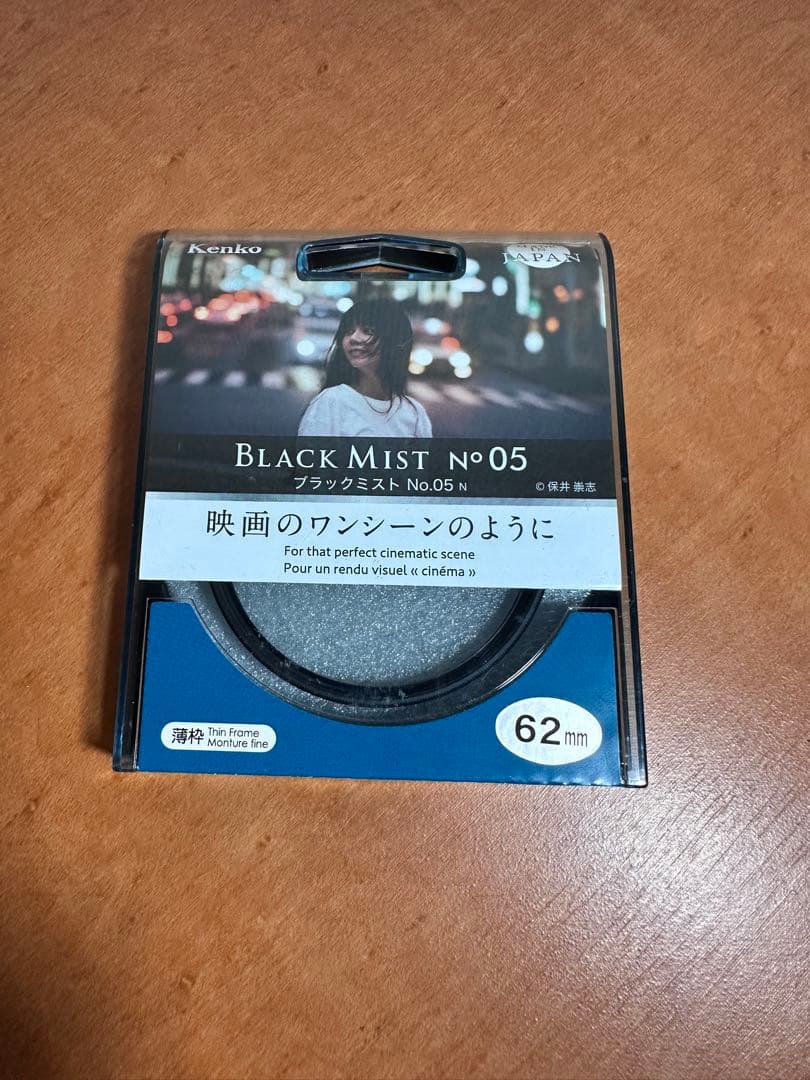 Kenko
JAPAN
BLACK MIST No 05
ブラックミスト No.05 N
© 保井 崇志
映画のワンシーンのように
For that perfect cinematic scene
Pour un rendu visuel « cinéma »
薄枠
Thin Frame
Monture fine
62mm